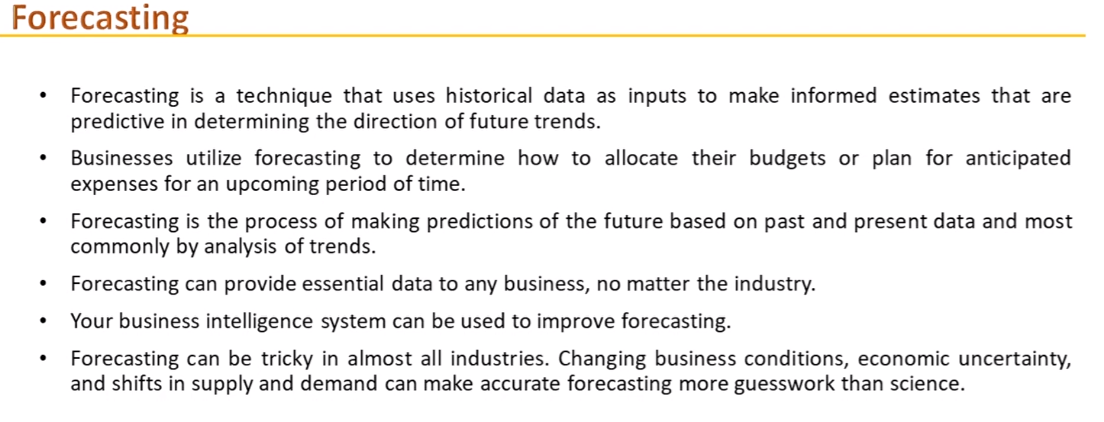 Forecasting
• Forecasting is a technique that uses historical data as inputs to make informed estimates that are
predictive in determining the direction of future trends.
• Businesses utilize forecasting to determine how to allocate their budgets or plan for anticipated
expenses for an upcoming period of time.
• Forecasting is the process of making predictions of the future based on past and present data and most
commonly by analysis of trends.
• Forecasting can provide essential data to any business, no matter the industry.
• Your business intelligence system can be used to improve forecasting.
• Forecasting can be tricky in almost all industries. Changing business conditions, economic uncertainty,
and shifts in supply and demand can make accurate forecasting more guesswork than science.